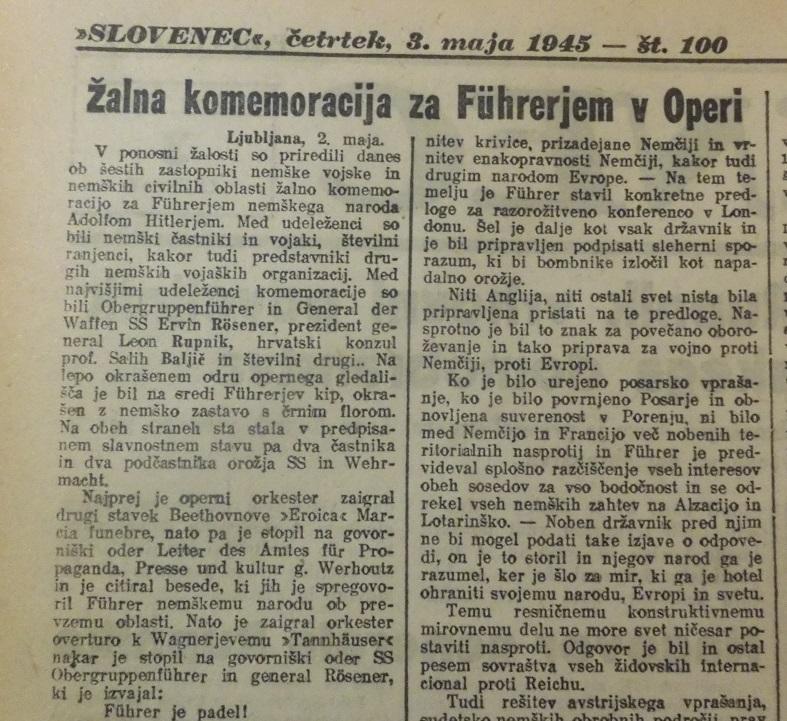 »SLOVENEC«, četrtek, 3. maja 1945 — št. 100
Žalna komemoracija za Führerjem v Operi
Ljubljana, 2. maja.
V ponosni žalosti so priredili danes
ob šestih zastopniki nemške vojske in
nemških civilnih oblasti žalno komemo-
racijo za Führerjem nemškega naroda
Adolfom Hitlerjem. Med udeleženci so
bili nemški častniki in vojaki, številni
ranjenci, kakor tudi predstavniki dru-
gih nemških vojaških organizacij. Med
najvišjimi udeleženci komemoracije so
bili Obergruppenführer in General der
Waffen SS Ervin Rösener, prezident ge-
neral Leon Rupnik, hrvatski konzul
prof. Salih Baljič in številni drugi.. Na
lepo okrašenem odru opernega gledali-
šča je bil na sredi Führerjev kip, okra-
šen z nemško zastavo s črnim florom.
Na obeh straneh sta stala v predpisa-
nem slavnostnem stavu pa dva častnika
in dva podčastnika orožja SS in Wehr-
macht.
Najprej je operni orkester zaigral
drugi stavek Beethovnove »Eroica« Mar-
cia funebre, nato pa je stopil na govor-
niški oder Leiter des Amtes für Pro-
paganda, Presse und kultur g. Werhoutz
in je citiral besede, ki jih je spregovo-
ril Führer nemškemu narodu ob pre-
vzemu oblasti. Nato je zaigral orkester
overturo k Wagnerjevemu »Tannhäuser«
nakar je stopil na govorniški oder SS
Obergruppenführer in general Rösener,
ki je izvajal:
Führer je padel!
nitev krivice, prizadejane Nemčiji in vr-
nitev enakopravnosti Nemčiji, kakor tudi
drugim narodom Evrope. — Na tem
temelju je Führer stavil konkretne pred-
loge za razorožitveno konferenco v Lon-
donu. Šel je dalje kot vsak državnik in
je bil pripravljen podpisati sleherni spo-
razum, ki bi bombnike izločil kot napa-
dalno orožje.
Niti Anglija, niti ostali svet nista bila
pripravljena pristati na te predloge. Na-
sprotno je bil to znak za povečano oboro-
ževanje in tako priprava za vojno proti
Nemčiji, proti Evropi.
Ko je bilo urejeno posarsko vpraša-
nje, ko je bilo povrnjeno Posarje in ob-
novljena suverenost v Porenju, ni bilo
med Nemčijo in Francijo več nobenih te-
ritorialnih nasprotij in Führer je pred-
videval splošno razčiščenje vseh interesov
obeh sosedov za vso bodočnost in se od-
rekel vseh nemških zahtev na Alzacijo in
Lotarinško. — Noben državnik pred njim
ne bi mogel podati take izjave o odpove-
di, on je to storil in njegov narod ga je
razumel, ker je šlo za mir, ki ga je hotel
ohraniti svojemu narodu, Evropi in svetu.
Temu resničnemu konstruktivnemu
mirovnemu delu ne more svet ničesar po-
staviti nasproti. Odgovor je bil in ostal
pesem sovraštva vseh židovskih interna-
cional proti Reichu.
Tudi rešitev avstrijskega vprašanja,
sudetsko nemških obrobnih področij prav